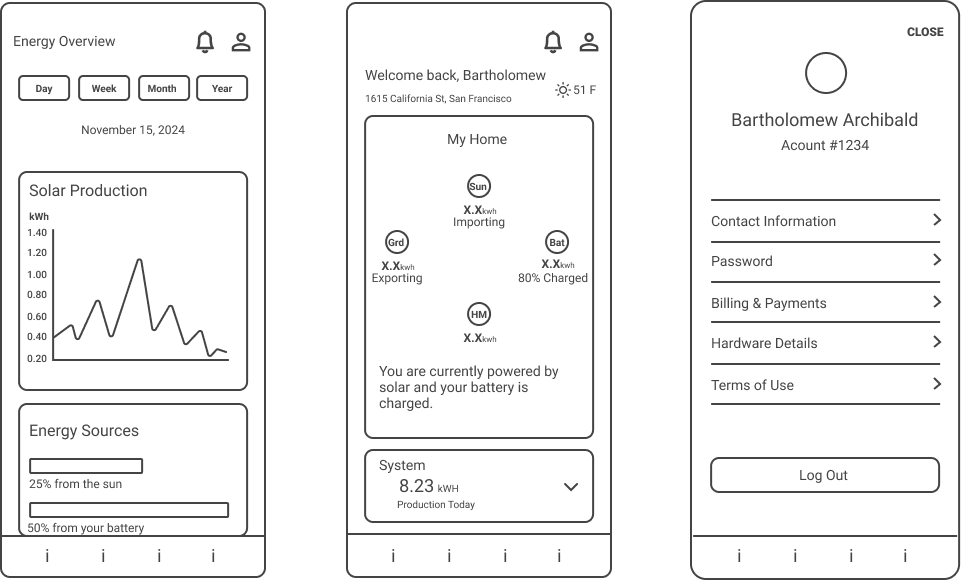 Energy Overview
Day
Week
Month
Year
November 15, 2024
Solar Production
kWh
1.40
1.20
1.00
0.80
0.60
0.40
0.20
Energy Sources
25% from the sun
50% from your battery
i i i i
Welcome back, Bartholomew
51 F
1615 California St, San Francisco
My Home
Sun
X.Xkwh
Importing
Grd
X.Xkwh
Exporting
Bat
X.Xkwh
80% Charged
HM
X.Xkwh
You are currently powered by
solar and your battery is
charged.
System
8.23 kWH
Production Today
i i i i
CLOSE
Bartholomew Archibald
Acount #1234
Contact Information
Password
Billing & Payments
Hardware Details
Terms of Use
Log Out
i i i i